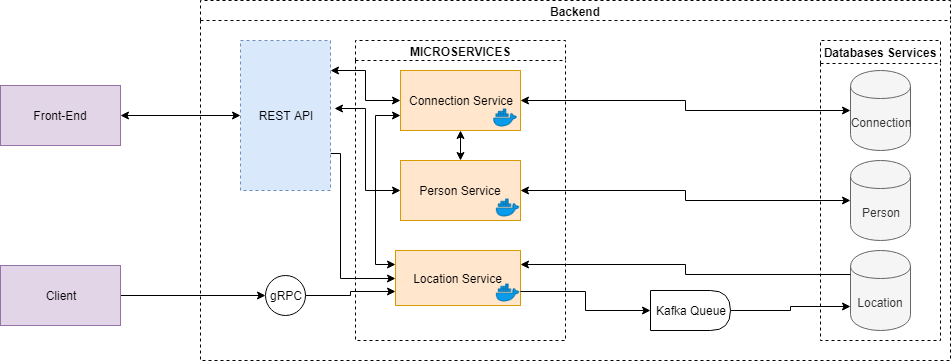 Backend
MICROSERVICES
Databases Services
Front-End
REST API
Connection Service
Connection
Person Service
Person
Client
gRPC
Location Service
Kafka Queue
Location